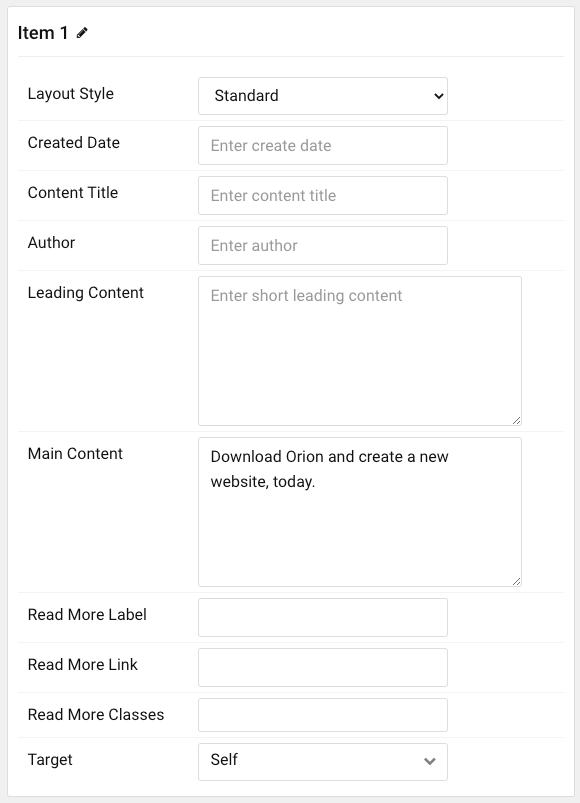 Item 1
Layout Style
Standard
Created Date
Enter create date
Content Title
Enter content title
Author
Enter author
Leading Content
Enter short leading content
Main Content
Download Orion and create a new
website, today.
Read More Label
Read More Link
Read More Classes
Target
Self